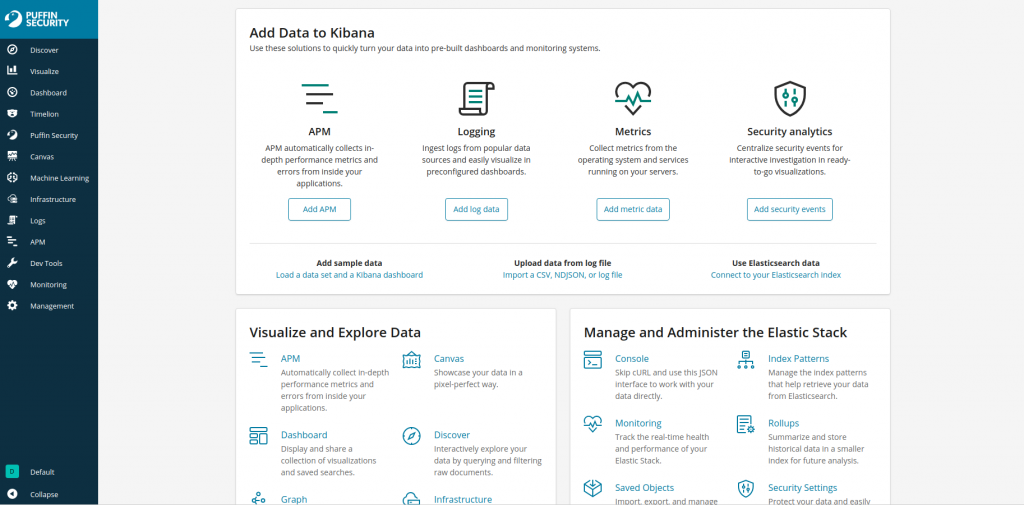 PUFFIN
SECURITY
Discover
Visualize
Dashboard
Timelion
Puffin Security
Canvas
Machine Learning
Infrastructure
Logs
APM
Dev Tools
Monitoring
Management
D
Default
Collapse
Add Data to Kibana
Use these solutions to quickly turn your data into pre-built dashboards and monitoring systems.
APM
APM automatically collects in-
depth performance metrics and
errors from inside your
applications.
Add APM
Logging
Ingest logs from popular data
sources and easily visualize in
preconfigured dashboards.
Add log data
Metrics
Collect metrics from the
operating system and services
running on your servers.
Add metric data
Security analytics
Centralize security events for
interactive investigation in ready-
to-go visualizations.
Add security events
Add sample data
Load a data set and a Kibana dashboard
Upload data from log file
Import a CSV, NDJSON, or log file
Use Elasticsearch data
Connect to your Elasticsearch index
Visualize and Explore Data
APM
Automatically collect in-depth
performance metrics and
errors from inside your
applications.
Canvas
Showcase your data in a
pixel-perfect way.
Dashboard
Display and share a
collection of visualizations
and saved searches.
Discover
Interactively explore your
data by querying and filtering
raw documents.
Graph
Infrastructure
Manage and Administer the Elastic Stack
Console
Skip cURL and use this JSON
interface to work with your
data directly.
Index Patterns
Manage the index patterns
that help retrieve your data
from Elasticsearch.
Monitoring
Track the real-time health
and performance of your
Elastic Stack.
Rollups
Summarize and store
historical data in a smaller
index for future analysis.
Saved Objects
Import, export, and manage
Security Settings
Protect your data and easily